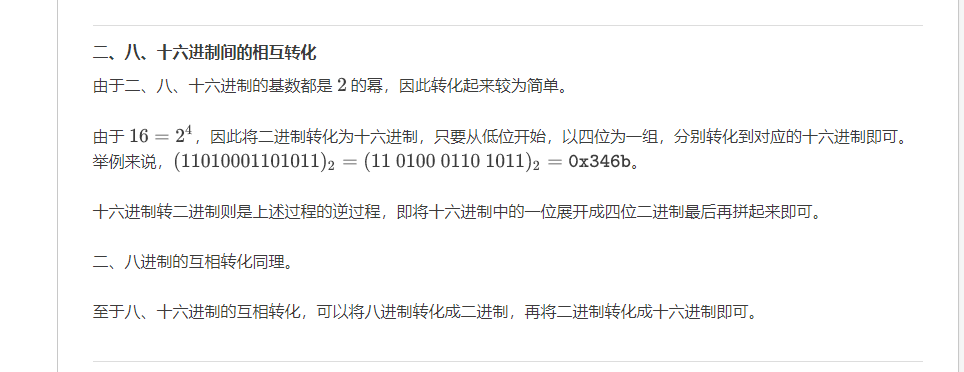 二、八、十六进制间的相互转化
由于二、八、十六进制的基数都是 2 的幂，因此转化起来较为简单。
由于 16 = 2⁴，因此将二进制转化为十六进制，只要从低位开始，以四位为一组，分别转化到对应的十六进制即可。
举例来说，(11010001101011)₂ = (11 0100 0110 1011)₂ = 0x346b。
十六进制转二进制则是上述过程的逆过程，即将十六进制中的一位展开成四位二进制最后再拼起来即可。
二、八进制的互相转化同理。
至于八、十六进制的互相转化，可以将八进制转化成二进制，再将二进制转化成十六进制即可。